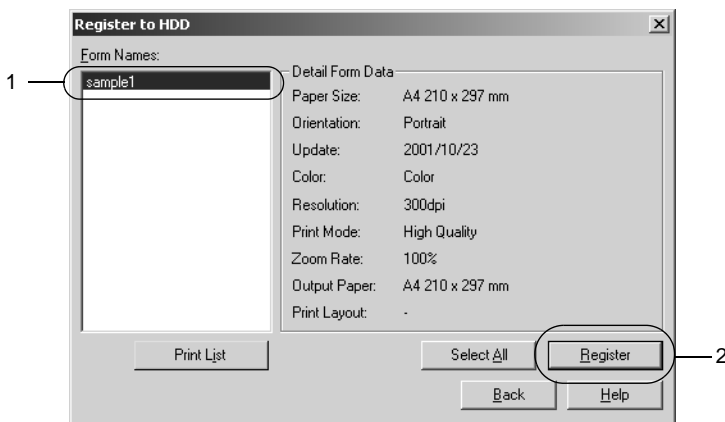 Register to HDD
Form Names:
1
sample1
Detail Form Data
Paper Size: A4 210 x 297 mm
Orientation: Portrait
Update: 2001/10/23
Color: Color
Resolution: 300dpi
Print Mode: High Quality
Zoom Rate: 100%
Output Paper: A4 210 x 297 mm
Print Layout: -
Print List
Select All
Register
2
Back
Help